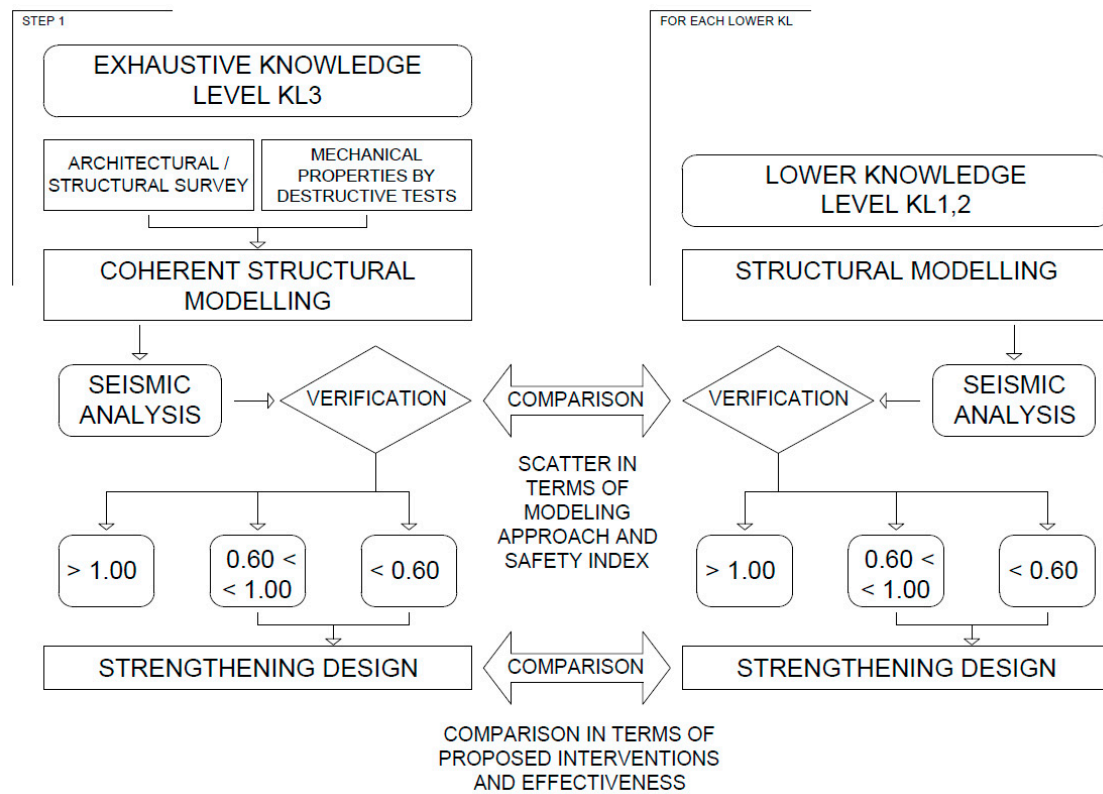 STEP 1
EXHAUSTIVE KNOWLEDGE
LEVEL KL3
ARCHITECTURAL /
STRUCTURAL SURVEY
MECHANICAL
PROPERTIES BY
DESTRUCTIVE TESTS
COHERENT STRUCTURAL
MODELLING
SEISMIC
ANALYSIS
VERIFICATION
> 1.00
0.60 <
< 1.00
< 0.60
STRENGTHENING DESIGN
COMPARISON
SCATTER IN
TERMS OF
MODELING
APPROACH AND
SAFETY INDEX
COMPARISON
COMPARISON IN TERMS OF
PROPOSED INTERVENTIONS
AND EFFECTIVENESS
FOR EACH LOWER KL
LOWER KNOWLEDGE
LEVEL KL1,2
STRUCTURAL MODELLING
VERIFICATION
SEISMIC
ANALYSIS
> 1.00
0.60 <
< 1.00
< 0.60
STRENGTHENING DESIGN